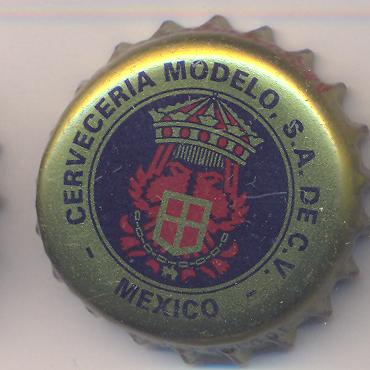 - CERVECERIA MODELO, S.A. DE C.V. -
MEXICO